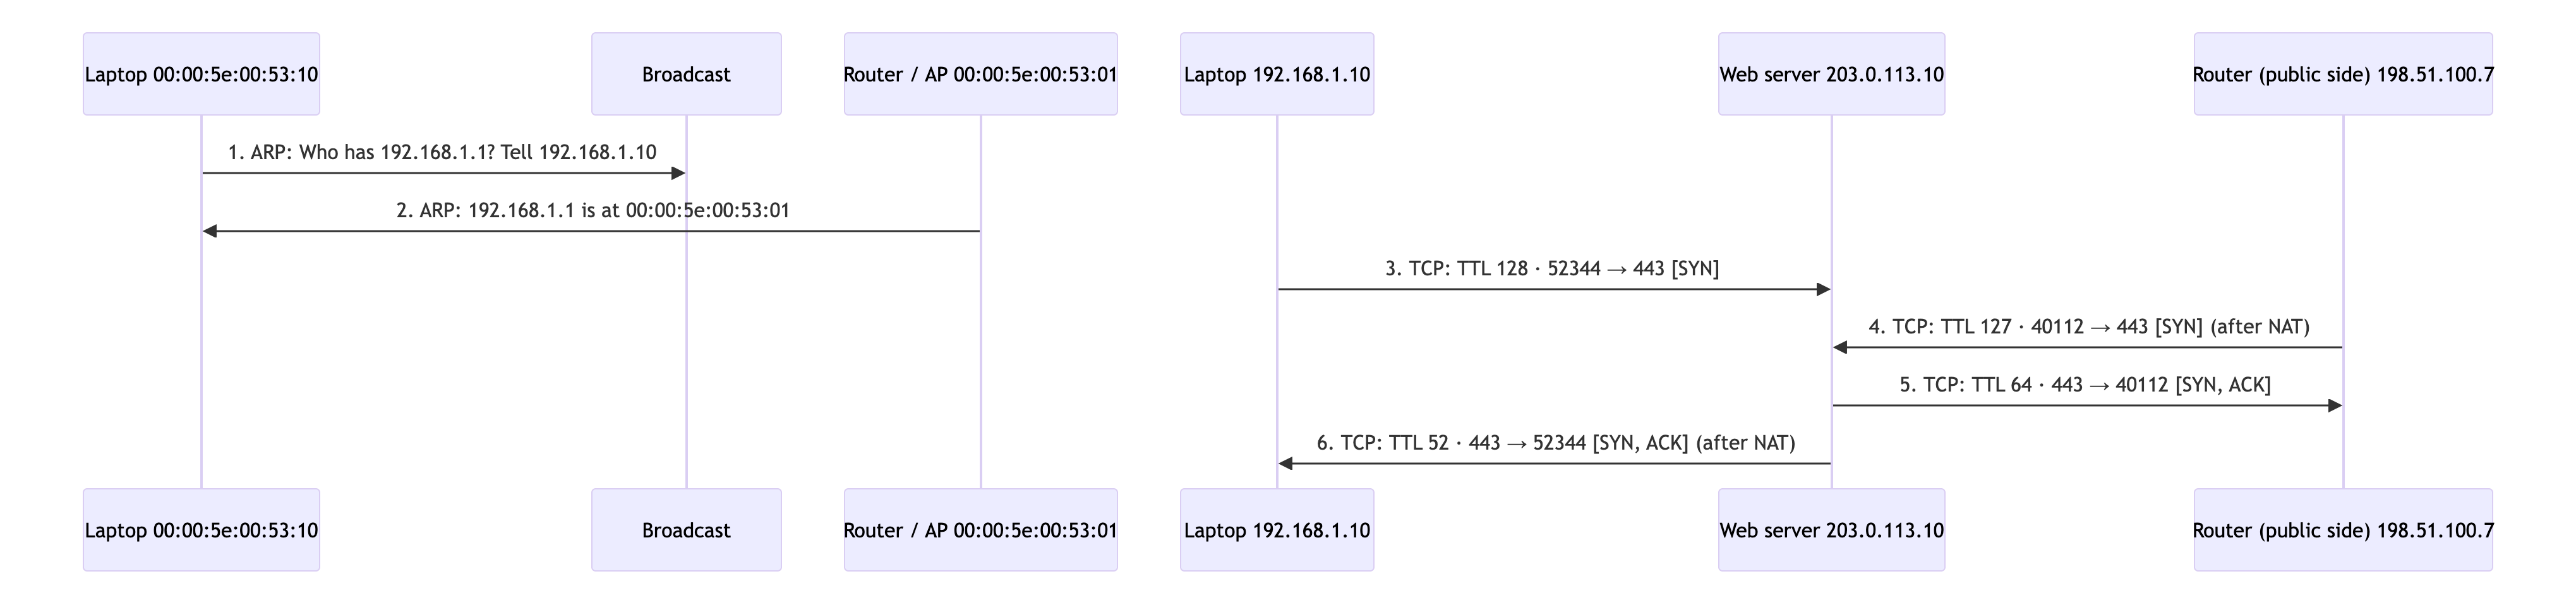 Laptop 00:00:5e:00:53:10
Broadcast
Router / AP 00:00:5e:00:53:01
Laptop 192.168.1.10
Web server 203.0.113.10
Router (public side) 198.51.100.7
1. ARP: Who has 192.168.1.1? Tell 192.168.1.10
2. ARP: 192.168.1.1 is at 00:00:5e:00:53:01
3. TCP: TTL 128 · 52344 → 443 [SYN]
4. TCP: TTL 127 · 40112 → 443 [SYN] (after NAT)
5. TCP: TTL 64 · 443 → 40112 [SYN, ACK]
6. TCP: TTL 52 · 443 → 52344 [SYN, ACK] (after NAT)
Laptop 00:00:5e:00:53:10
Broadcast
Router / AP 00:00:5e:00:53:01
Laptop 192.168.1.10
Web server 203.0.113.10
Router (public side) 198.51.100.7